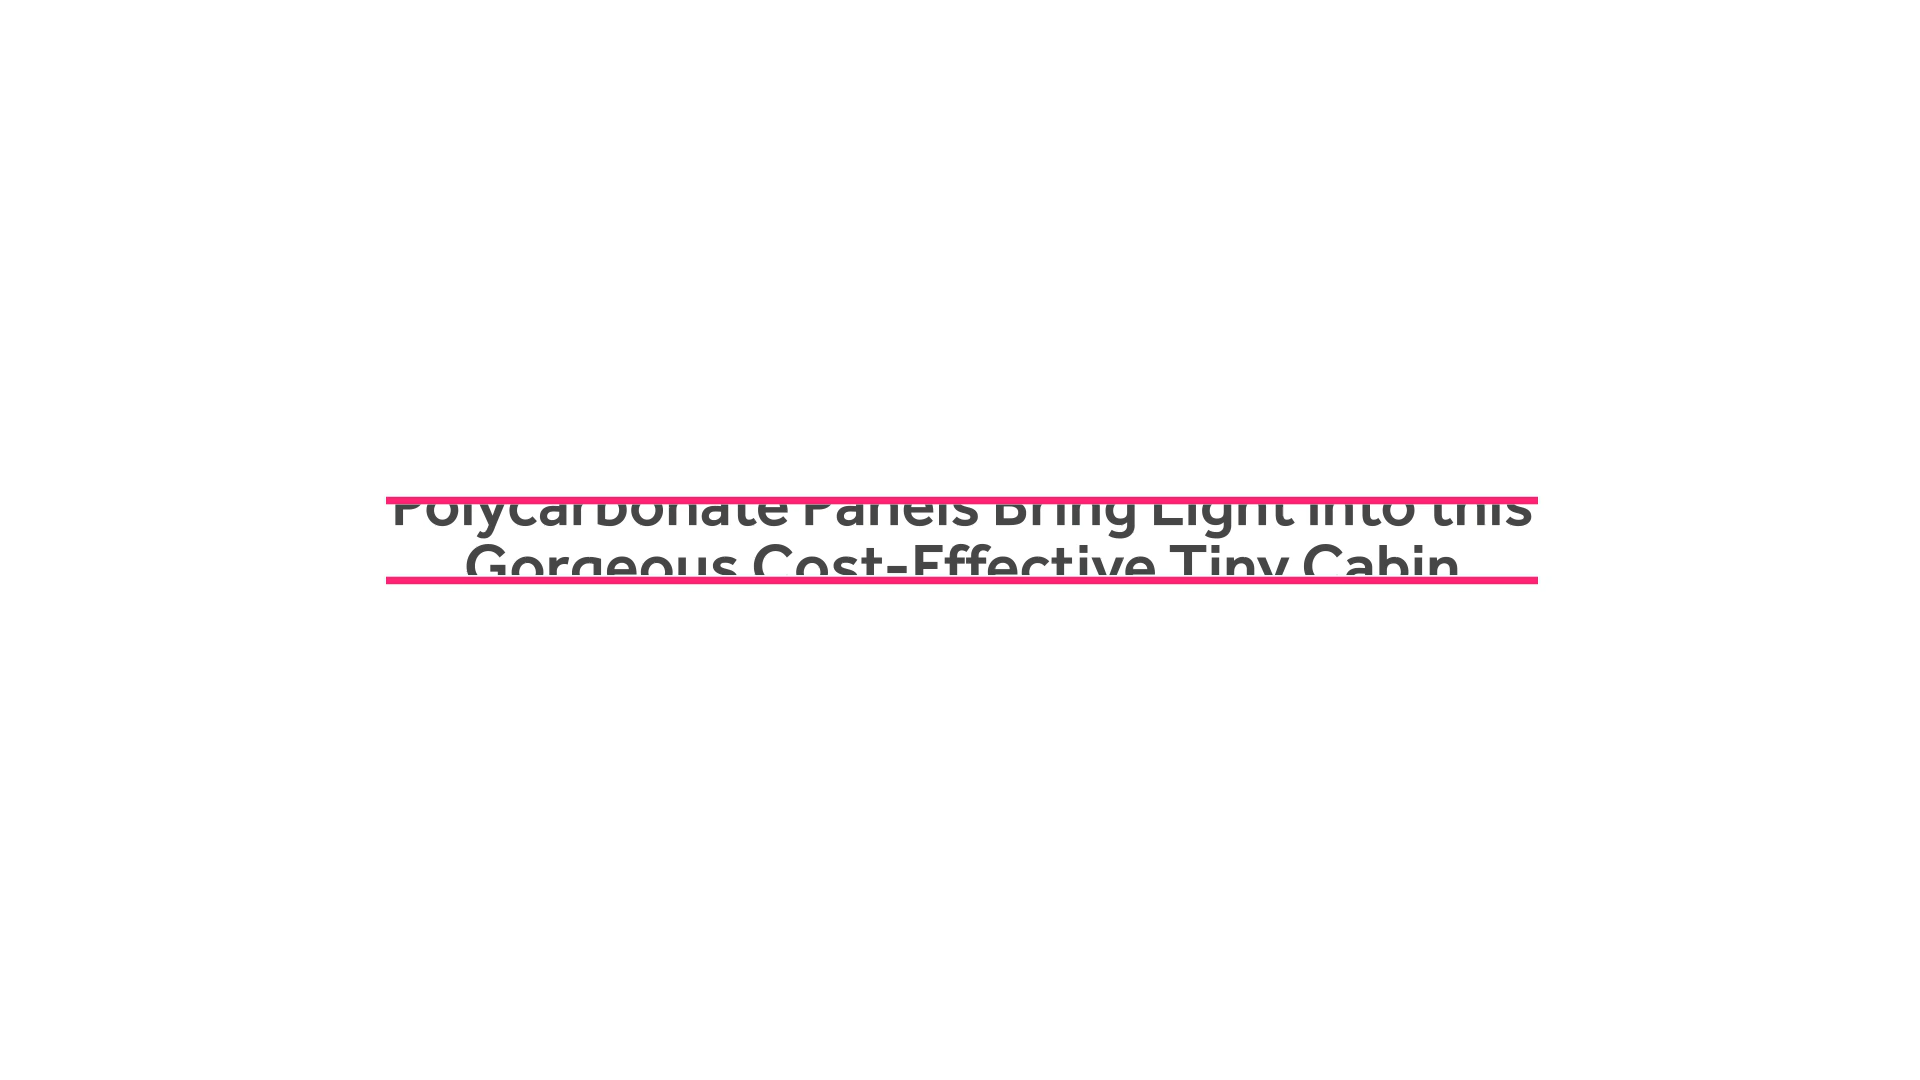 Polycarbonate Panels Bring Light into this
Gorgeous Cost-Effective Tiny Cabin